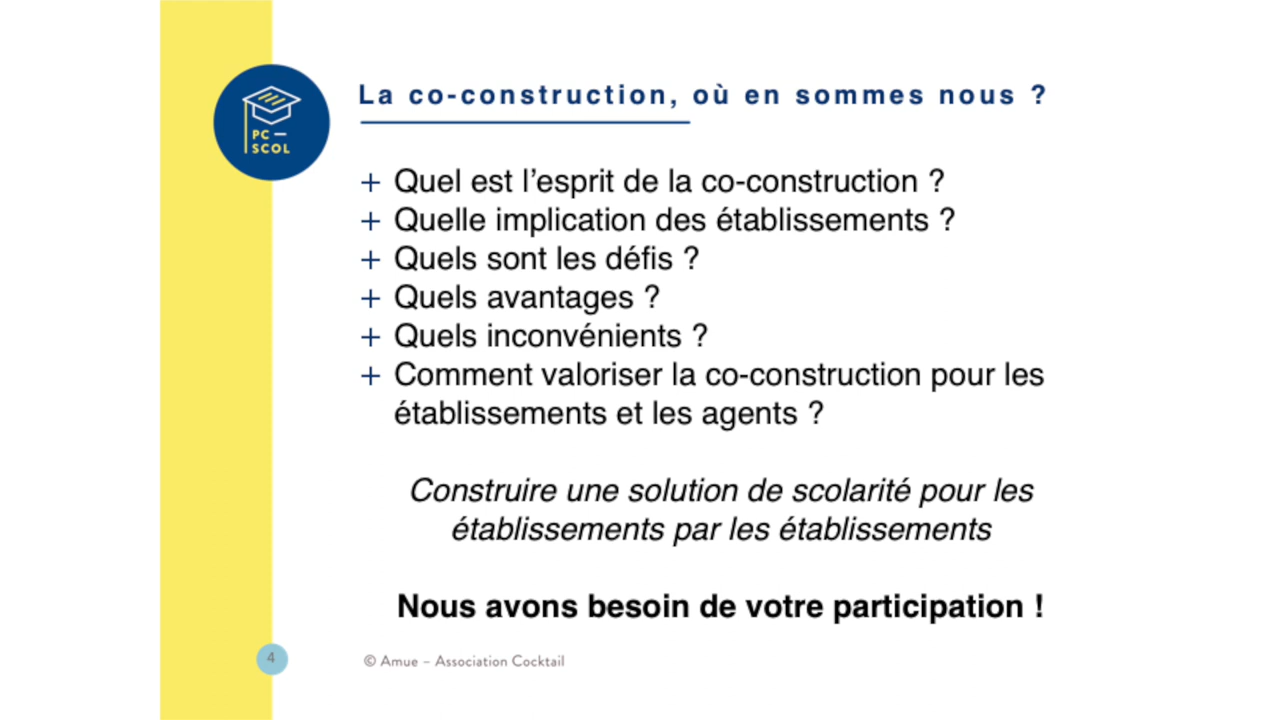 PC —
SCOL
La co-construction, où en sommes nous ?
+ Quel est l’esprit de la co-construction ?
+ Quelle implication des établissements ?
+ Quels sont les défis ?
+ Quels avantages ?
+ Quels inconvénients ?
+ Comment valoriser la co-construction pour les
établissements et les agents ?
Construire une solution de scolarité pour les
établissements par les établissements
Nous avons besoin de votre participation !
4
© Amue – Association Cocktail